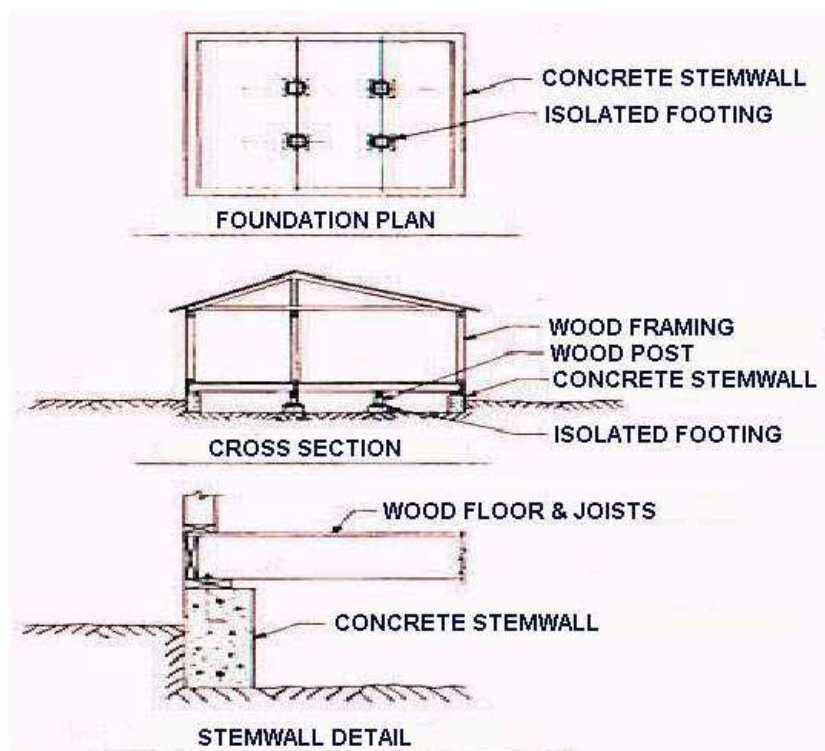 CONCRETE STEMWALL
ISOLATED FOOTING
FOUNDATION PLAN
WOOD FRAMING
WOOD POST
CONCRETE STEMWALL
ISOLATED FOOTING
CROSS SECTION
WOOD FLOOR & JOISTS
CONCRETE STEMWALL
STEMWALL DETAIL